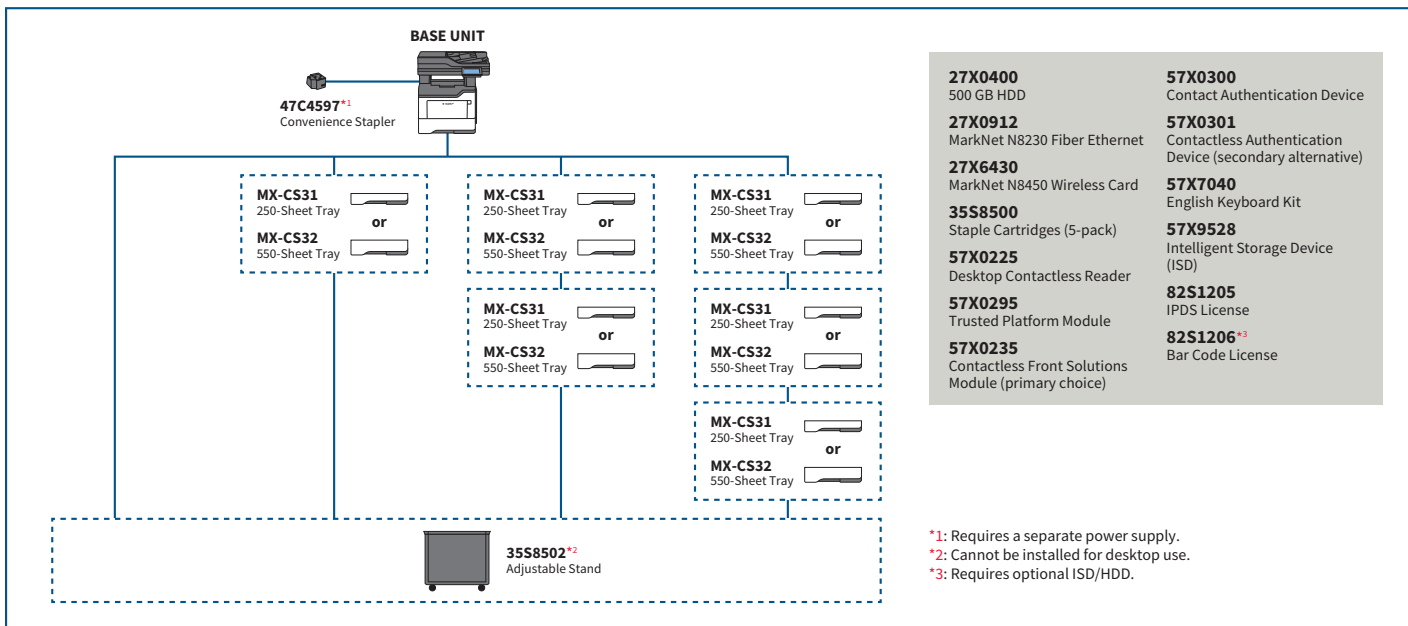 BASE UNIT
47C4597*1
Convenience Stapler
MX-CS31
250-Sheet Tray
or
MX-CS32
550-Sheet Tray
MX-CS31
250-Sheet Tray
or
MX-CS32
550-Sheet Tray
MX-CS31
250-Sheet Tray
or
MX-CS32
550-Sheet Tray
MX-CS31
250-Sheet Tray
or
MX-CS32
550-Sheet Tray
MX-CS31
250-Sheet Tray
or
MX-CS32
550-Sheet Tray
MX-CS31
250-Sheet Tray
or
MX-CS32
550-Sheet Tray
35S8502*2
Adjustable Stand
27X0400
500 GB HDD
27X0912
MarkNet N8230 Fiber Ethernet
27X6430
MarkNet N8450 Wireless Card
35S8500
Staple Cartridges (5-pack)
57X0225
Desktop Contactless Reader
57X0295
Trusted Platform Module
57X0235
Contactless Front Solutions
Module (primary choice)
57X0300
Contact Authentication Device
57X0301
Contactless Authentication
Device (secondary alternative)
57X7040
English Keyboard Kit
57X9528
Intelligent Storage Device
(ISD)
82S1205
IPDS License
82S1206*3
Bar Code License
*1: Requires a separate power supply.
*2: Cannot be installed for desktop use.
*3: Requires optional ISD/HDD.